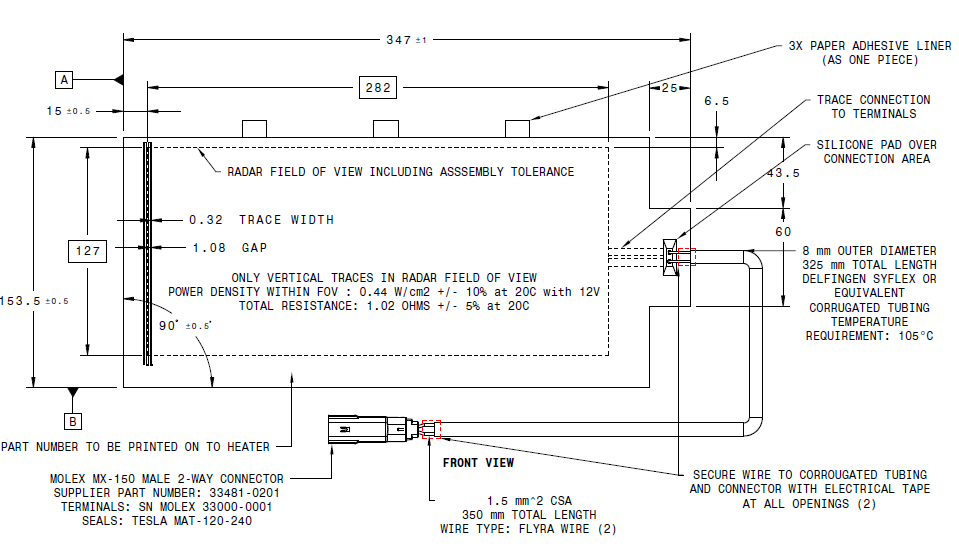 347 ±1
3X PAPER ADHESIVE LINER
(AS ONE PIECE)
A
282
25
6.5
15 ±0.5
TRACE CONNECTION
TO TERMINALS
SILICONE PAD OVER
CONNECTION AREA
RADAR FIELD OF VIEW INCLUDING ASSSEMBLY TOLERANCE
43.5
0.32 TRACE WIDTH
60
127
1.08 GAP
8 mm OUTER DIAMETER
325 mm TOTAL LENGTH
DELFINGEN SYFLEX OR
EQUIVALENT
CORRUGATED TUBING
TEMPERATURE
REQUIREMENT: 105°C
ONLY VERTICAL TRACES IN RADAR FIELD OF VIEW
POWER DENSITY WITHIN FOV : 0.44 W/cm2 +/- 10% at 20C with 12V
TOTAL RESISTANCE: 1.02 OHMS +/- 5% at 20C
153.5 ±0.5
90° ±0.5°
B
PART NUMBER TO BE PRINTED ON TO HEATER
FRONT VIEW
MOLEX MX-150 MALE 2-WAY CONNECTOR
SUPPLIER PART NUMBER: 33481-0201
TERMINALS: SN MOLEX 33000-0001
SEALS: TESLA MAT-120-240
1.5 mm^2 CSA
350 mm TOTAL LENGTH
WIRE TYPE: FLYRA WIRE (2)
SECURE WIRE TO CORROUGATED TUBING
AND CONNECTOR WITH ELECTRICAL TAPE
AT ALL OPENINGS (2)